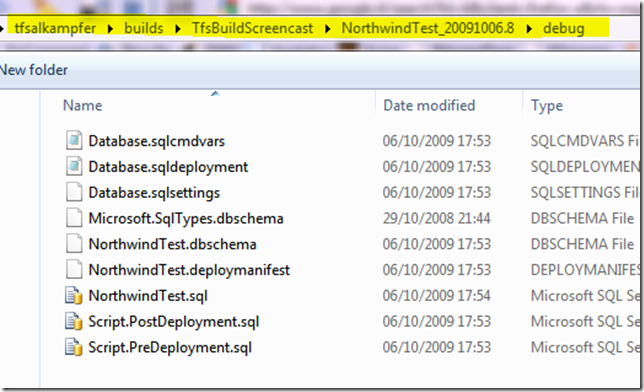 tfsalkampfer ▸ builds ▸ TfsBuildScreencast ▸ NorthwindTest_20091006.8 ▸ debug
New folder
Name Date modified Type
Database.sqlcmdvars 06/10/2009 17:53 SQLCMDVARS Fi
Database.sqldeployment 06/10/2009 17:53 SQLDEPLOYMEN
Database.sqlsettings 06/10/2009 17:53 SQLSETTINGS Fil
Microsoft.SqlTypes.dbschema 29/10/2008 21:44 DBSCHEMA File
NorthwindTest.dbschema 06/10/2009 17:53 DBSCHEMA File
NorthwindTest.deploymanifest 06/10/2009 17:53 DEPLOYMANIFE
NorthwindTest.sql 06/10/2009 17:54 Microsoft SQL Se
Script.PostDeployment.sql 06/10/2009 17:53 Microsoft SQL Se
Script.PreDeployment.sql 06/10/2009 17:53 Microsoft SQL Se